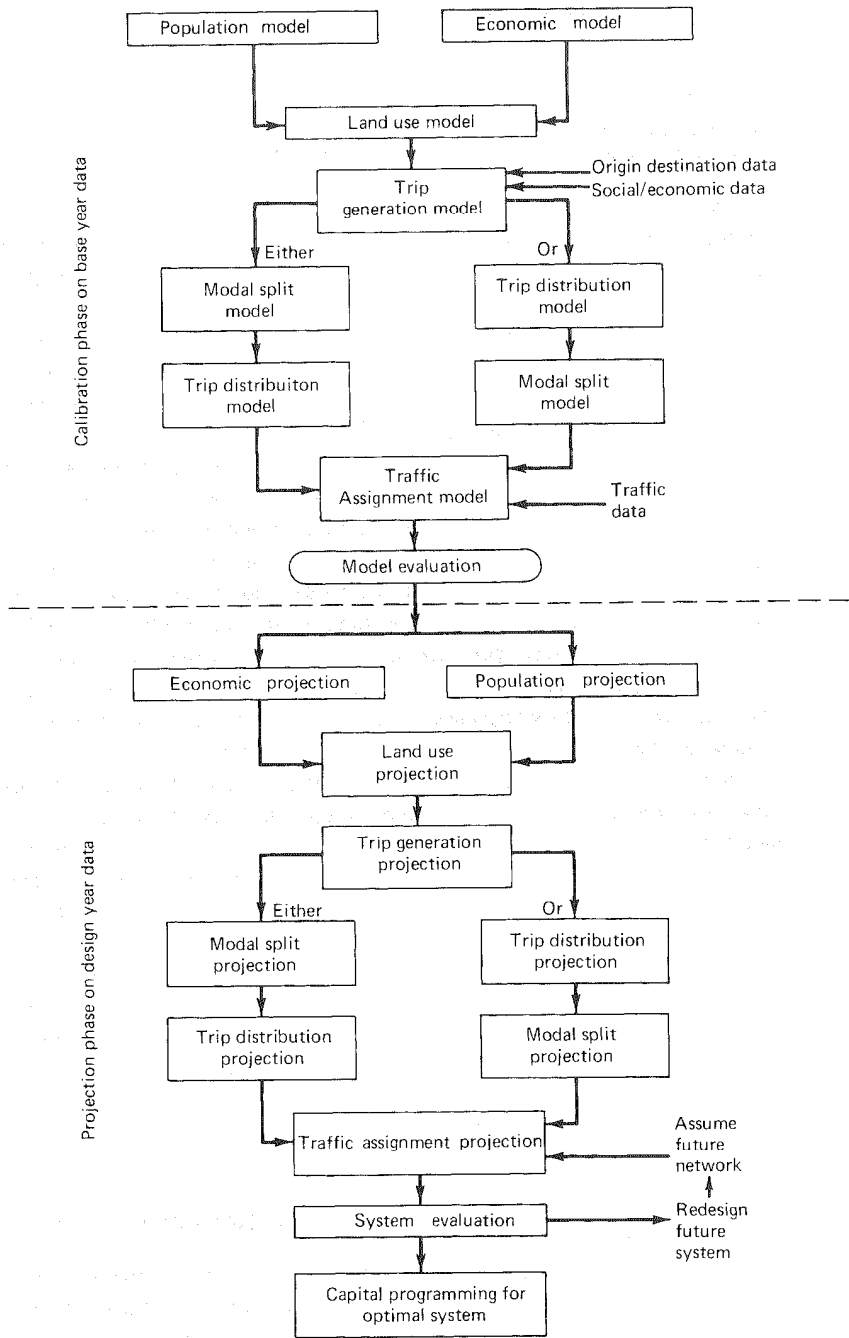 Population model
Economic model
Land use model
Origin destination data
Social/economic data
Trip
generation model
Either
Or
Modal split
model
Trip distribution
model
Trip distribuiton
model
Modal split
model
Calibration phase on base year data
Traffic
Assignment model
Traffic
data
Model evaluation
Economic projection
Population projection
Land use
projection
Trip generation
projection
Either
Or
Modal split
projection
Trip distribution
projection
Trip distribution
projection
Modal split
projection
Projection phase on design year data
Traffic assignment projection
Assume
future
network
System evaluation
Redesign
future
system
Capital programming for
optimal system